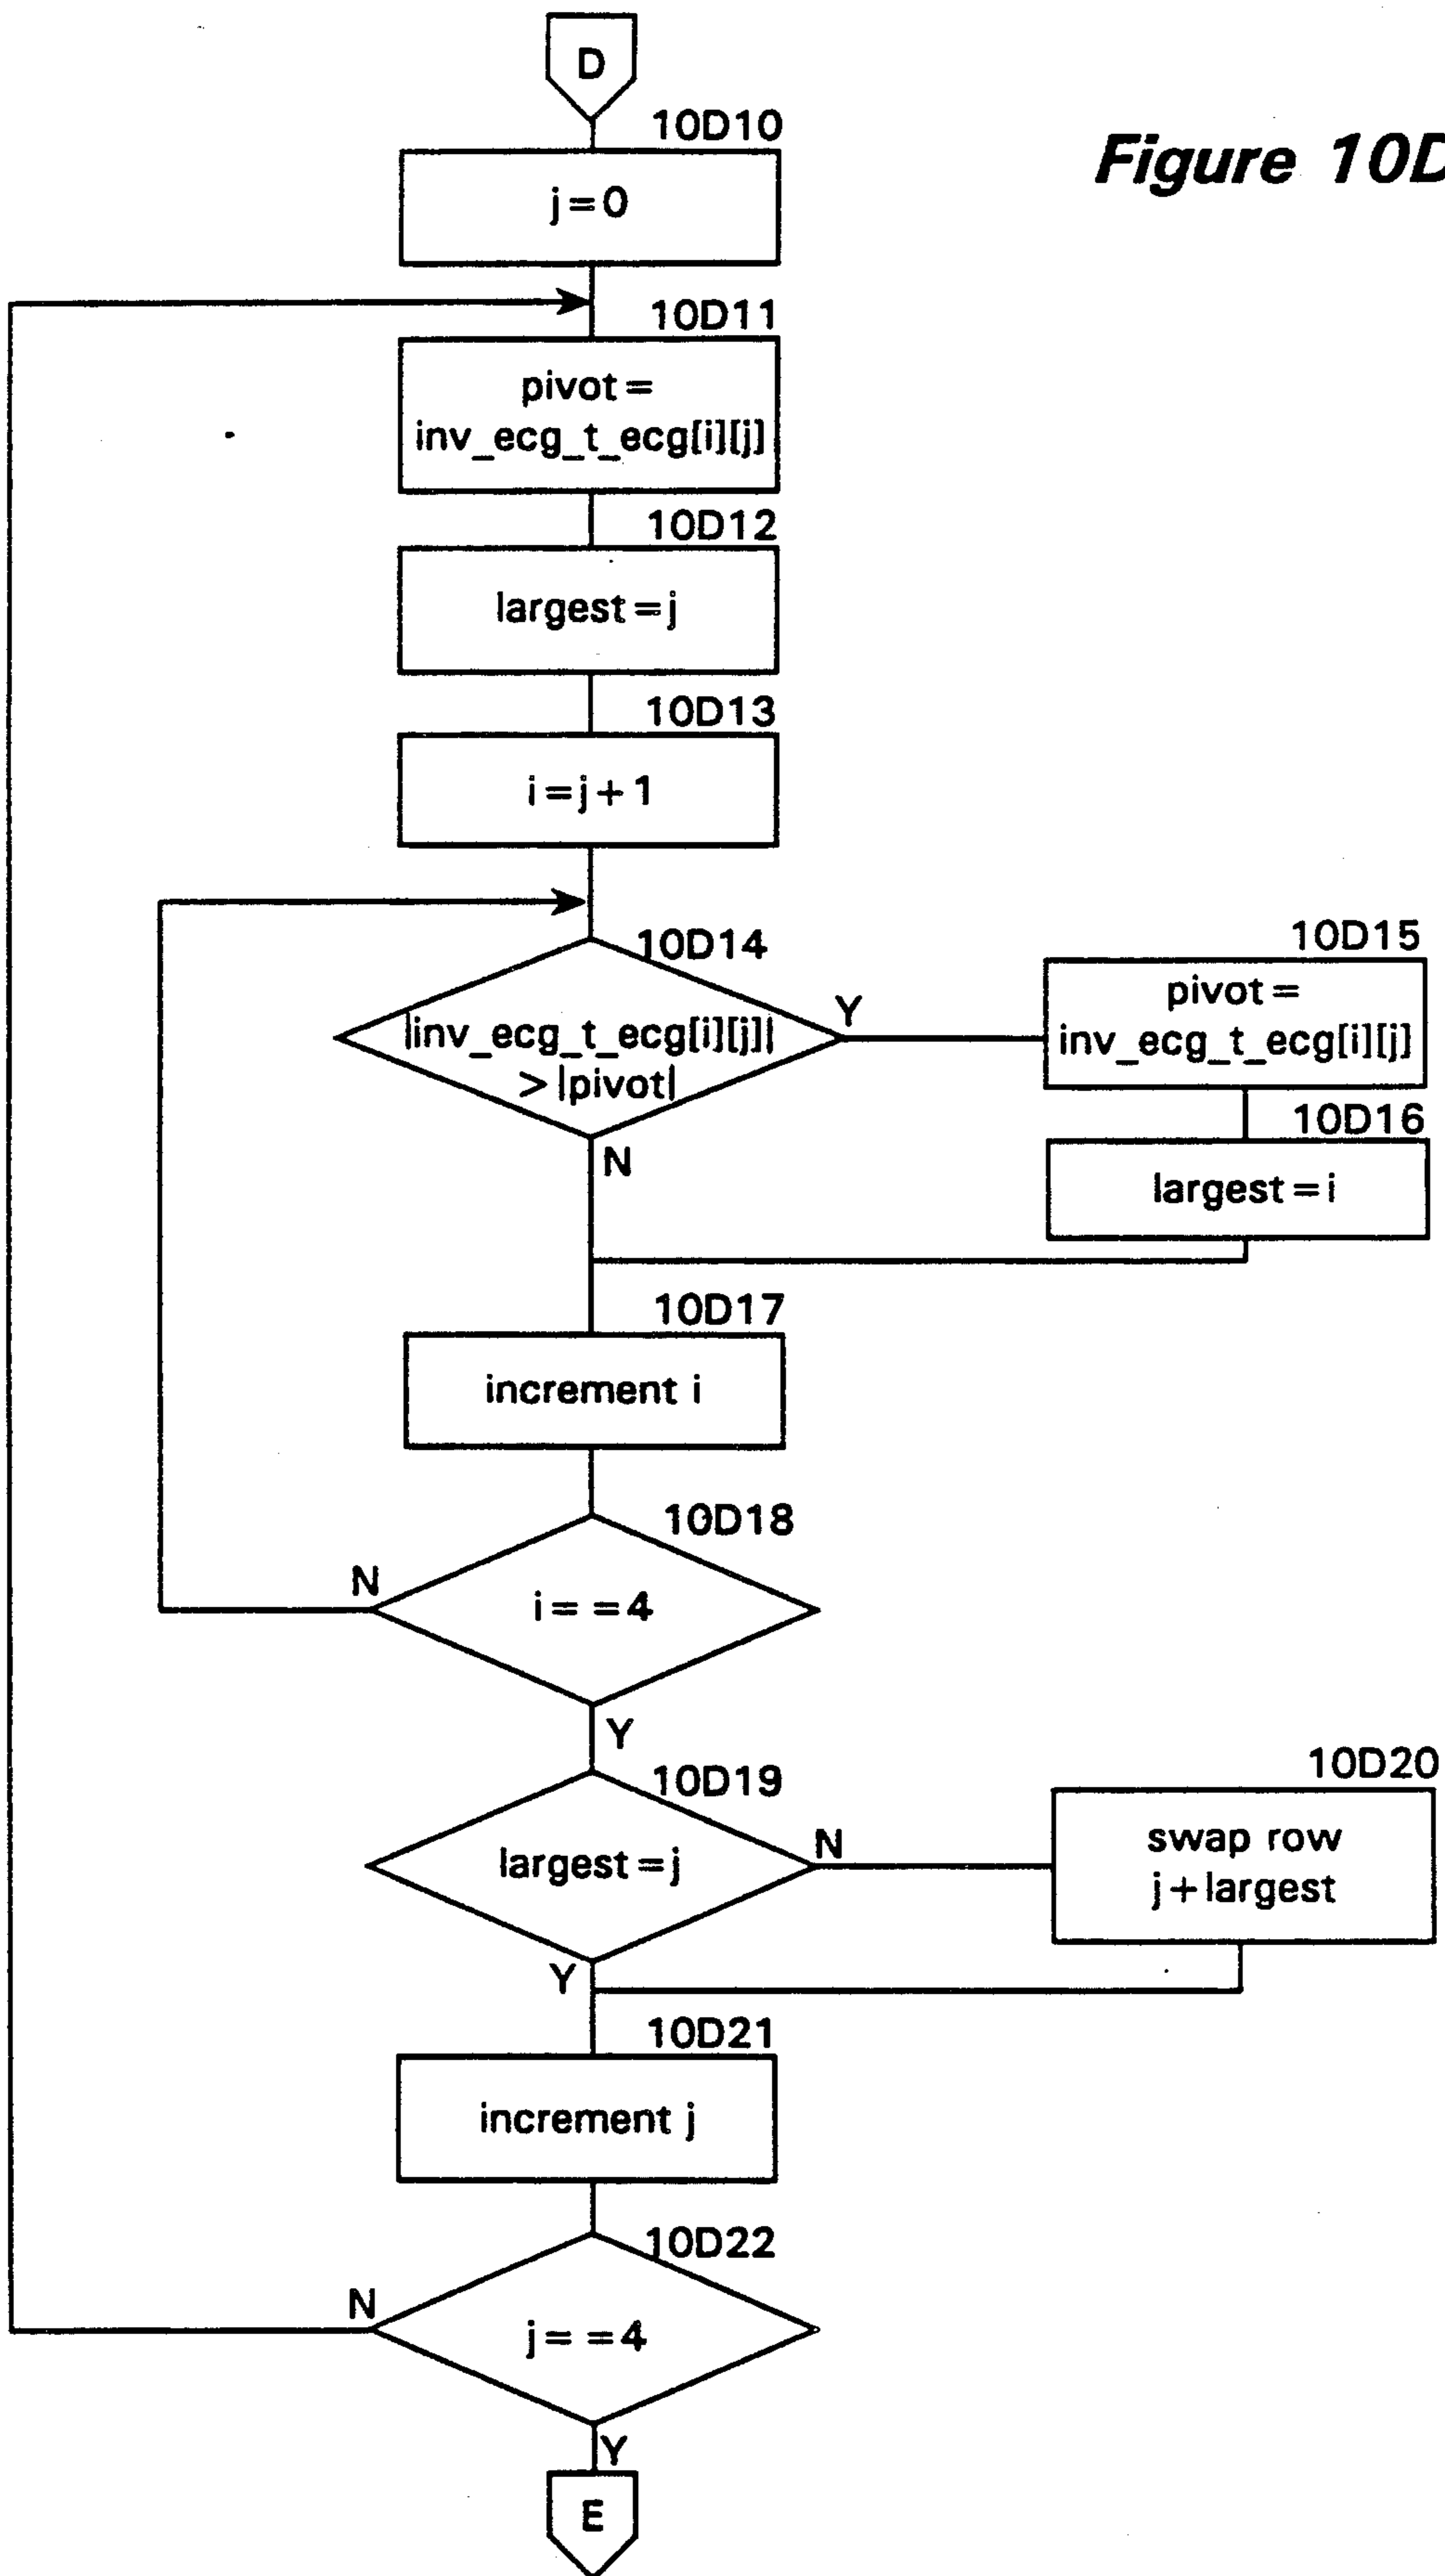 D
Figure 10D
10D10
j=0
10D11
pivot=
inv_ecg_t_ecg[i][j]
10D12
largest=j
10D13
i=j+1
10D14
|inv_ecg_t_ecg[i][j]|
>|pivot|
Y
N
10D15
pivot=
inv_ecg_t_ecg[i][j]
10D16
largest=i
10D17
increment i
10D18
i==4
N
Y
10D19
largest=j
N
Y
10D20
swap row
j+largest
10D21
increment j
10D22
j==4
N
Y
E